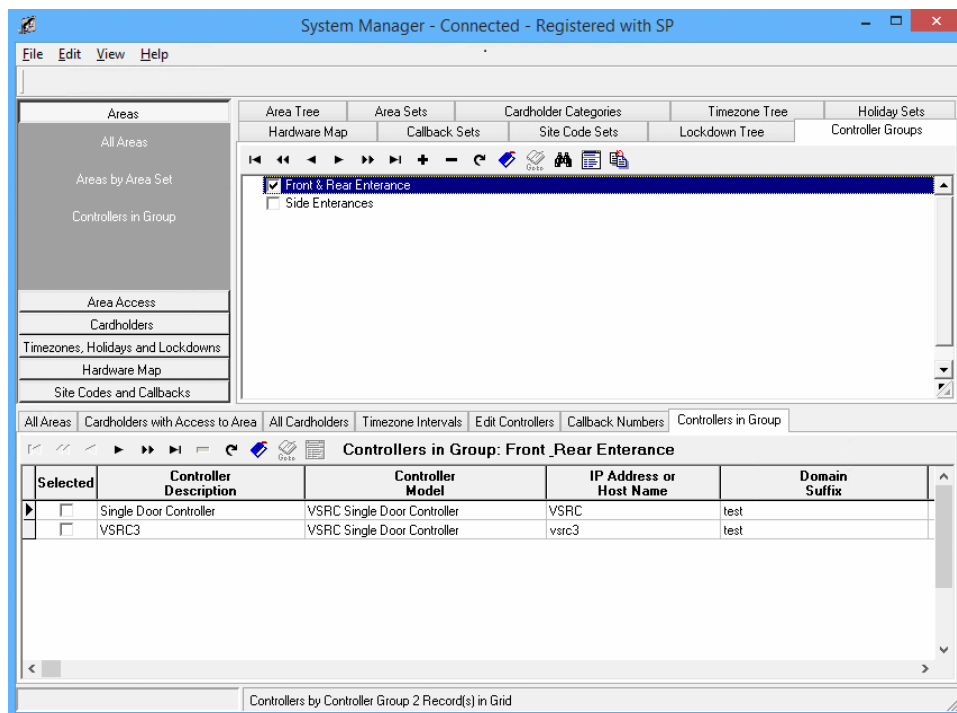 System Manager - Connected - Registered with SP
File Edit View Help
Areas
All Areas
Areas by Area Set
Controllers in Group
Area Access
Cardholders
Timezones, Holidays and Lockdowns
Hardware Map
Site Codes and Callbacks
Area Tree Area Sets Cardholder Categories Timezone Tree Holiday Sets
Hardware Map Callback Sets Site Code Sets Lockdown Tree Controller Groups
Goto
Front & Rear Enterance
Side Enterances
All Areas Cardholders with Access to Area All Cardholders Timezone Intervals Edit Controllers Callback Numbers Controllers in Group
Goto
Controllers in Group: Front _Rear Enterance
Selected Controller Description Controller Model IP Address or Host Name Domain Suffix
Single Door Controller VSRC Single Door Controller VSRC test
VSRC3 VSRC Single Door Controller vsrc3 test
Controllers by Controller Group 2 Record(s) in Grid